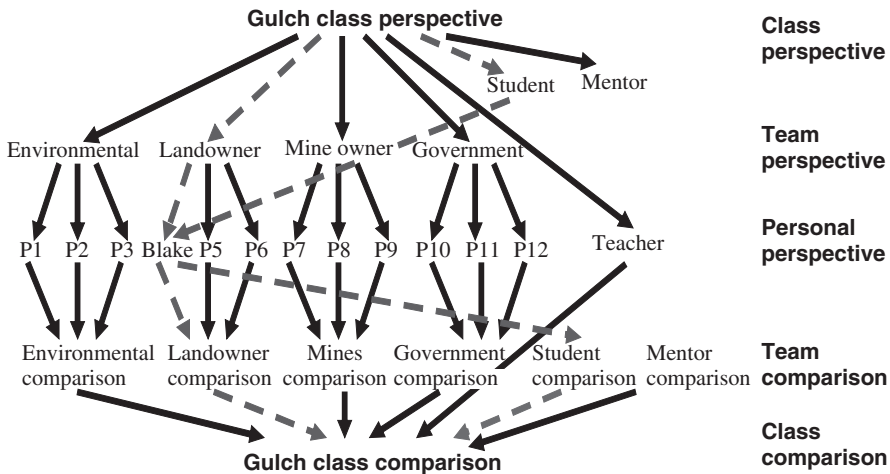 Gulch class perspective
Class
perspective
Student
Mentor
Environmental
Landowner
Mine owner
Government
Team
perspective
P1
P2
P3
Blake
P5
P6
P7
P8
P9
P10
P11
P12
Teacher
Personal
perspective
Environmental
comparison
Landowner
comparison
Mines
comparison
Government
comparison
Student
comparison
Mentor
comparison
Team
comparison
Gulch class comparison
Class
comparison